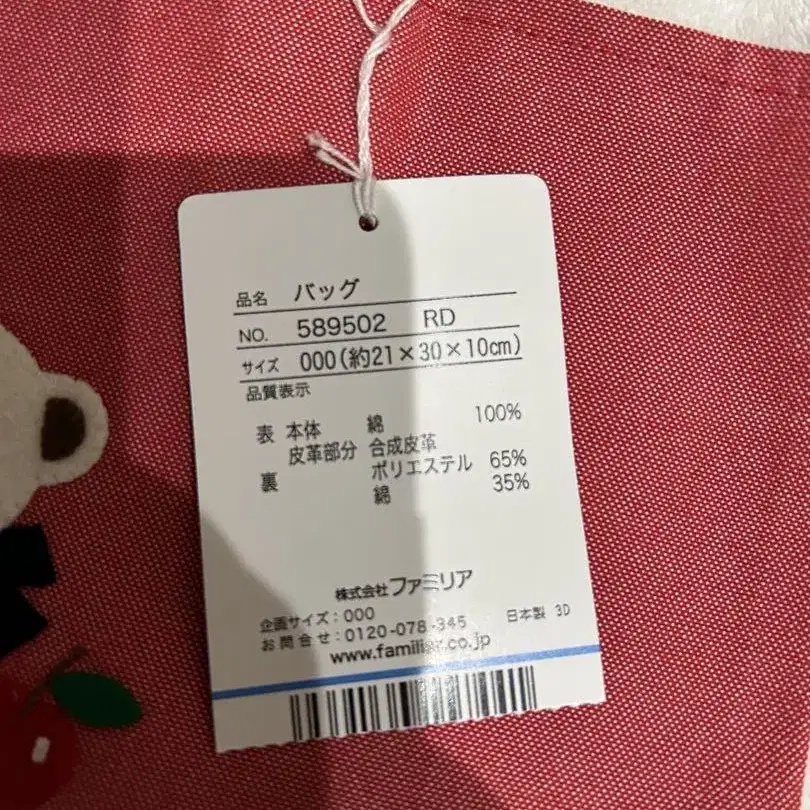 品名 バッグ
NO. 589502 RD
サイズ 000(約21×30×10cm)
品質表示
表 本体 綿 100%
皮革部分 合成皮革
裏 ポリエステル 65%
綿 35%
株式会社ファミリア
企画サイズ:000
お問合せ:0120-078-345 日本製 3D
www.familiar.co.jp